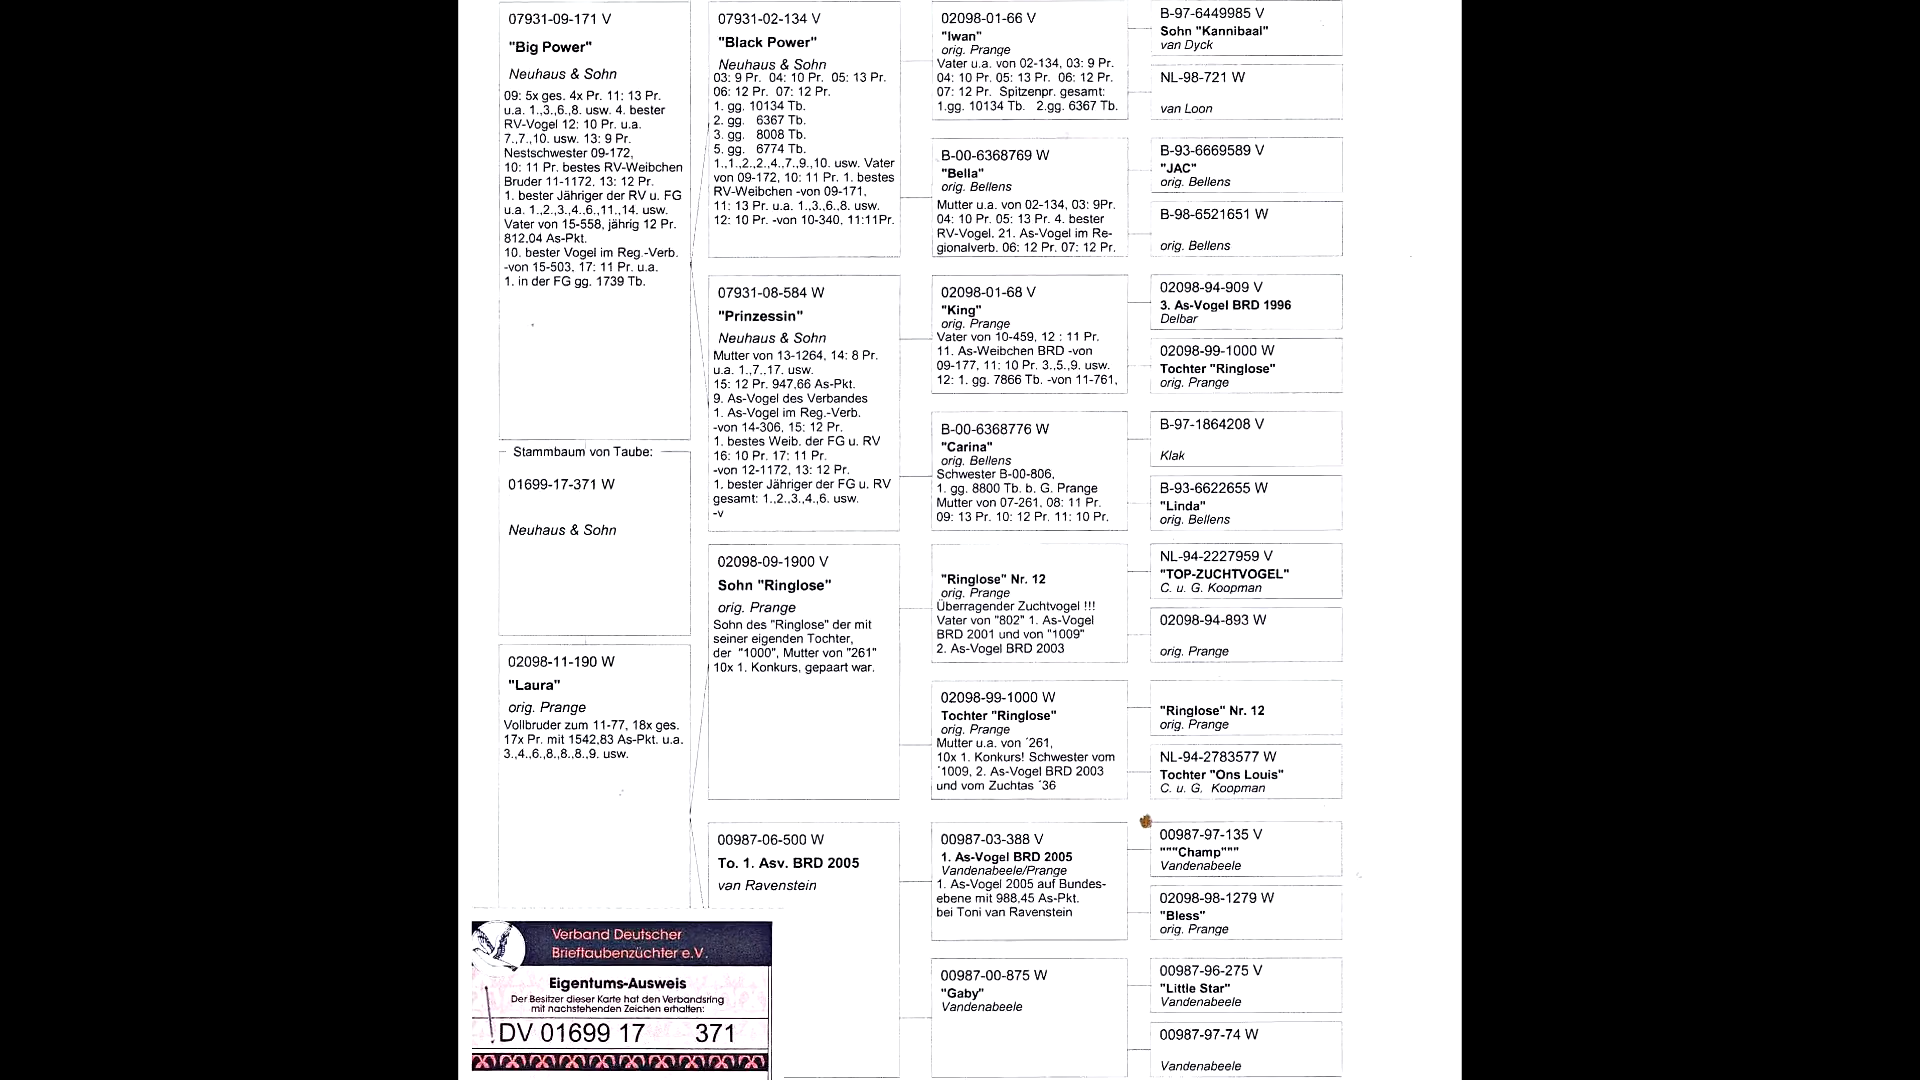 07931-09-171 V
"Big Power"
Neuhaus & Sohn
09: 5x ges. 4x Pr. 11: 13 Pr.
u.a. 1.,3.,6.,8. usw. 4. bester
RV-Vogel 12: 10 Pr. u.a.
7.,7.,10. usw. 13: 9 Pr.
Nestschwester 09-172,
10: 11 Pr. bestes RV-Weibchen
Bruder 11-1172, 13: 12 Pr.
1. bester Jähriger der RV u. FG
u.a. 1.,2.,3.,4.,6.,11.,14. usw.
Vater von 15-558, jährig 12 Pr.
812,04 As-Pkt.
10. bester Vogel im Reg.-Verb.
-von 15-503, 17: 11 Pr. u.a.
1. in der FG gg. 1739 Tb.
Stammbaum von Taube:
01699-17-371 W
Neuhaus & Sohn
02098-11-190 W
"Laura"
orig. Prange
Vollbruder zum 11-77, 18x ges.
17x Pr. mit 1542,83 As-Pkt. u.a.
3.,4.,6.,8.,8.,8.,9. usw.
07931-02-134 V
"Black Power"
Neuhaus & Sohn
03: 9 Pr. 04: 10 Pr. 05: 13 Pr.
06: 12 Pr. 07: 12 Pr.
1. gg. 10134 Tb.
2. gg. 6367 Tb.
3. gg. 8008 Tb.
5. gg. 6774 Tb.
1.,1.,2.,2.,4.,7.,9.,10. usw. Vater
von 09-172, 10: 11 Pr. 1. bestes
RV-Weibchen -von 09-171,
11: 13 Pr. u.a. 1.,3.,6.,8. usw.
12: 10 Pr. -von 10-340, 11:11Pr.
07931-08-584 W
"Prinzessin"
Neuhaus & Sohn
Mutter von 13-1264, 14: 8 Pr.
u.a. 1.,7.,17. usw.
15: 12 Pr. 947,66 As-Pkt.
9. As-Vogel des Verbandes
1. As-Vogel im Reg.-Verb.
-von 14-306, 15: 12 Pr.
1. bestes Weib. der FG u. RV
16: 10 Pr. 17: 11 Pr.
-von 12-1172, 13: 12 Pr.
1. bester Jähriger der FG u. RV
gesamt: 1.,2.,3.,4.,6. usw.
-v
02098-09-1900 V
Sohn "Ringlose"
orig. Prange
Sohn des "Ringlose" der mit
seiner eigenden Tochter,
der "1000", Mutter von "261"
10x 1. Konkurs, gepaart war.
00987-06-500 W
To. 1. Asv. BRD 2005
van Ravenstein
02098-01-66 V
"Iwan"
orig. Prange
Vater u.a. von 02-134, 03: 9 Pr.
04: 10 Pr. 05: 13 Pr. 06: 12 Pr.
07: 12 Pr. Spitzenpr. gesamt:
1.gg. 10134 Tb. 2.gg. 6367 Tb.
B-00-6368769 W
"Bella"
orig. Bellens
Mutter u.a. von 02-134, 03: 9Pr.
04: 10 Pr. 05: 13 Pr. 4. bester
RV-Vogel. 21. As-Vogel im Re-
gionalverb. 06: 12 Pr. 07: 12 Pr.
02098-01-68 V
"King"
orig. Prange
Vater von 10-459, 12 : 11 Pr.
11. As-Weibchen BRD -von
09-177, 11: 10 Pr. 3.,5.,9. usw.
12: 1. gg. 7866 Tb. -von 11-761,
B-00-6368776 W
"Carina"
orig. Bellens
Schwester B-00-806,
1. gg. 8800 Tb. b. G. Prange
Mutter von 07-261, 08: 11 Pr.
09: 13 Pr. 10: 12 Pr. 11: 10 Pr.
"Ringlose" Nr. 12
orig. Prange
Überragender Zuchtvogel !!!
Vater von "802" 1. As-Vogel
BRD 2001 und von "1009"
2. As-Vogel BRD 2003
02098-99-1000 W
Tochter "Ringlose"
orig. Prange
Mutter u.a. von ´261,
10x 1. Konkurs! Schwester vom
´1009, 2. As-Vogel BRD 2003
und vom Zuchtas ´36
00987-03-388 V
1. As-Vogel BRD 2005
Vandenabeele/Prange
1. As-Vogel 2005 auf Bundes-
ebene mit 988,45 As-Pkt.
bei Toni van Ravenstein
00987-00-875 W
"Gaby"
Vandenabeele
B-97-6449985 V
Sohn "Kannibaal"
van Dyck
NL-98-721 W
van Loon
B-93-6669589 V
"JAC"
orig. Bellens
B-98-6521651 W
orig. Bellens
02098-94-909 V
3. As-Vogel BRD 1996
Delbar
02098-99-1000 W
Tochter "Ringlose"
orig. Prange
B-97-1864208 V
Klak
B-93-6622655 W
"Linda"
orig. Bellens
NL-94-2227959 V
"TOP-ZUCHTVOGEL"
C. u. G. Koopman
02098-94-893 W
orig. Prange
"Ringlose" Nr. 12
orig. Prange
NL-94-2783577 W
Tochter "Ons Louis"
C. u. G. Koopman
00987-97-135 V
"""Champ"""
Vandenabeele
02098-98-1279 W
"Bless"
orig. Prange
00987-96-275 V
"Little Star"
Vandenabeele
00987-97-74 W
Vandenabeele
Verband Deutscher
Brieftaubenzüchter e.V.
Eigentums-Ausweis
Der Besitzer dieser Karte hat den Verbandsring
mit nachstehenden Zeichen erhalten:
DV 01699 17 371